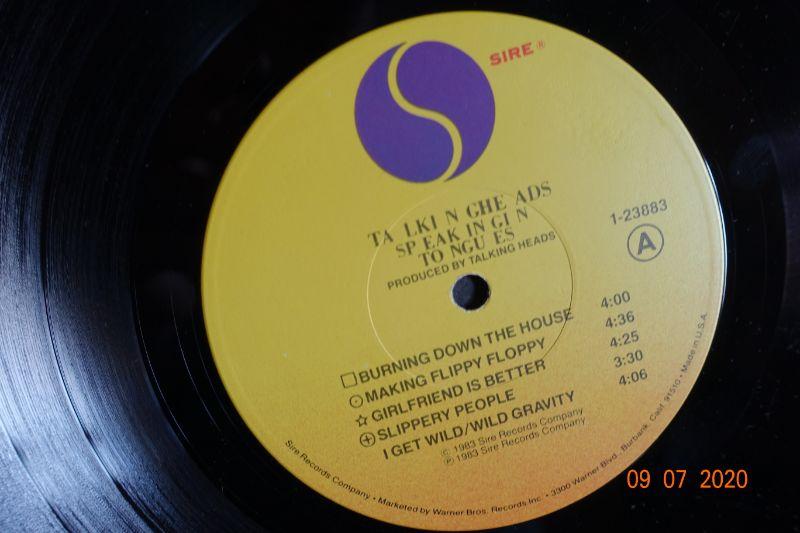 SIRE®
TA LKI N GHE ADS
SP EAK IN GI N
TO NGU ES
PRODUCED BY TALKING HEADS
1-23883
A
BURNING DOWN THE HOUSE 4:00
MAKING FLIPPY FLOPPY 4:36
GIRLFRIEND IS BETTER 4:25
SLIPPERY PEOPLE 3:30
I GET WILD/WILD GRAVITY 4:06
© 1983 Sire Records Company
℗ 1983 Sire Records Company
Sire Records Company • Marketed by Warner Bros. Records Inc. • 3300 Warner Blvd., Burbank, Calif. 91510 • Made in U.S.A.
09 07 2020